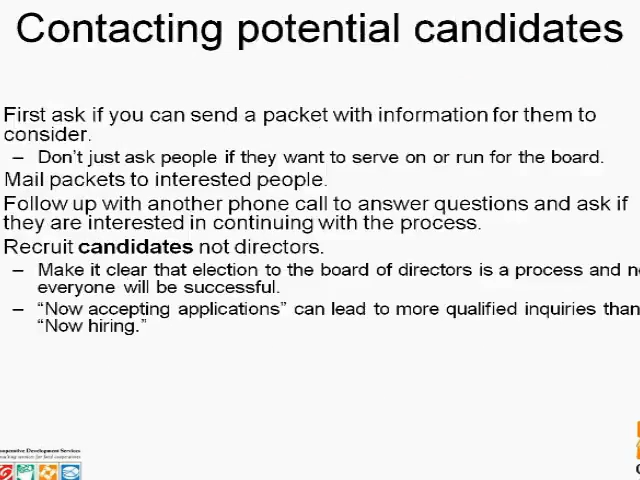 Contacting potential candidates
First ask if you can send a packet with information for them to
consider.
– Don't just ask people if they want to serve on or run for the board.
Mail packets to interested people.
Follow up with another phone call to answer questions and ask if
they are interested in continuing with the process.
Recruit candidates not directors.
– Make it clear that election to the board of directors is a process and
everyone will be successful.
– “Now accepting applications” can lead to more qualified inquiries than
“Now hiring.”
operative Development Services